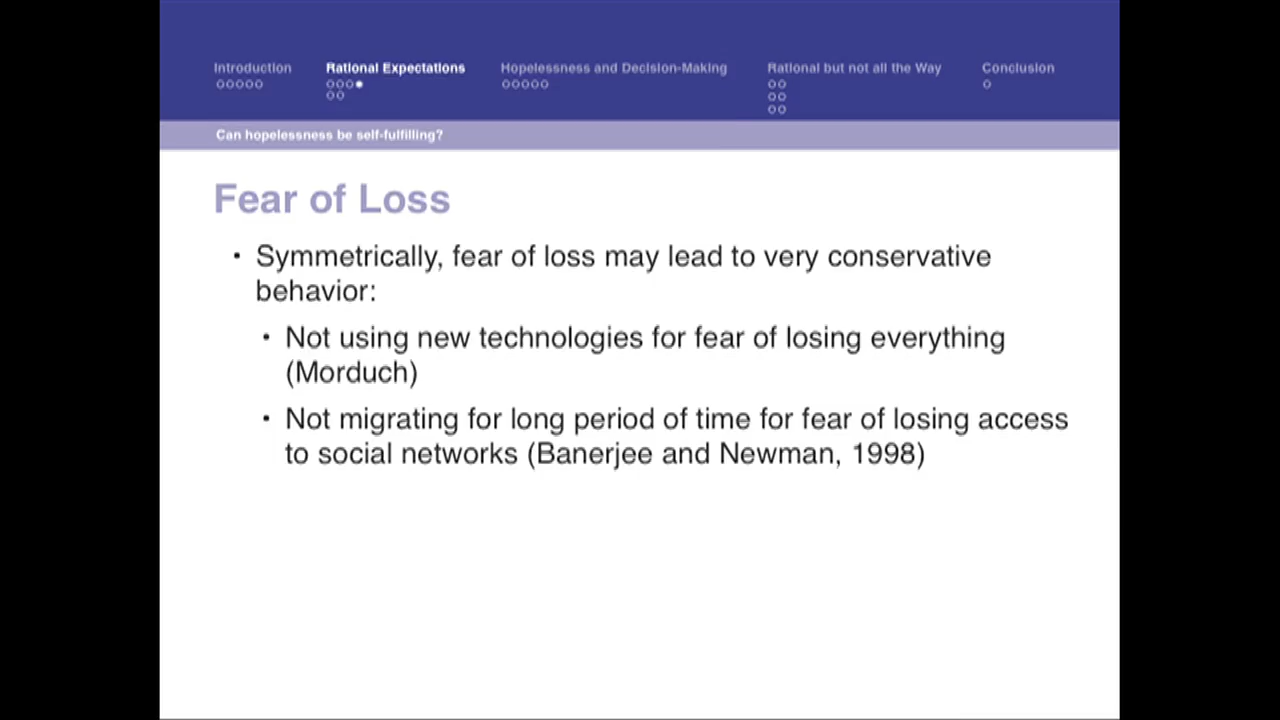 Introduction Rational Expectations Hopelessness and Decision-Making Rational but not all the Way Conclusion
Can hopelessness be self-fulfilling?
Fear of Loss
• Symmetrically, fear of loss may lead to very conservative
behavior:
• Not using new technologies for fear of losing everything
(Morduch)
• Not migrating for long period of time for fear of losing access
to social networks (Banerjee and Newman, 1998)